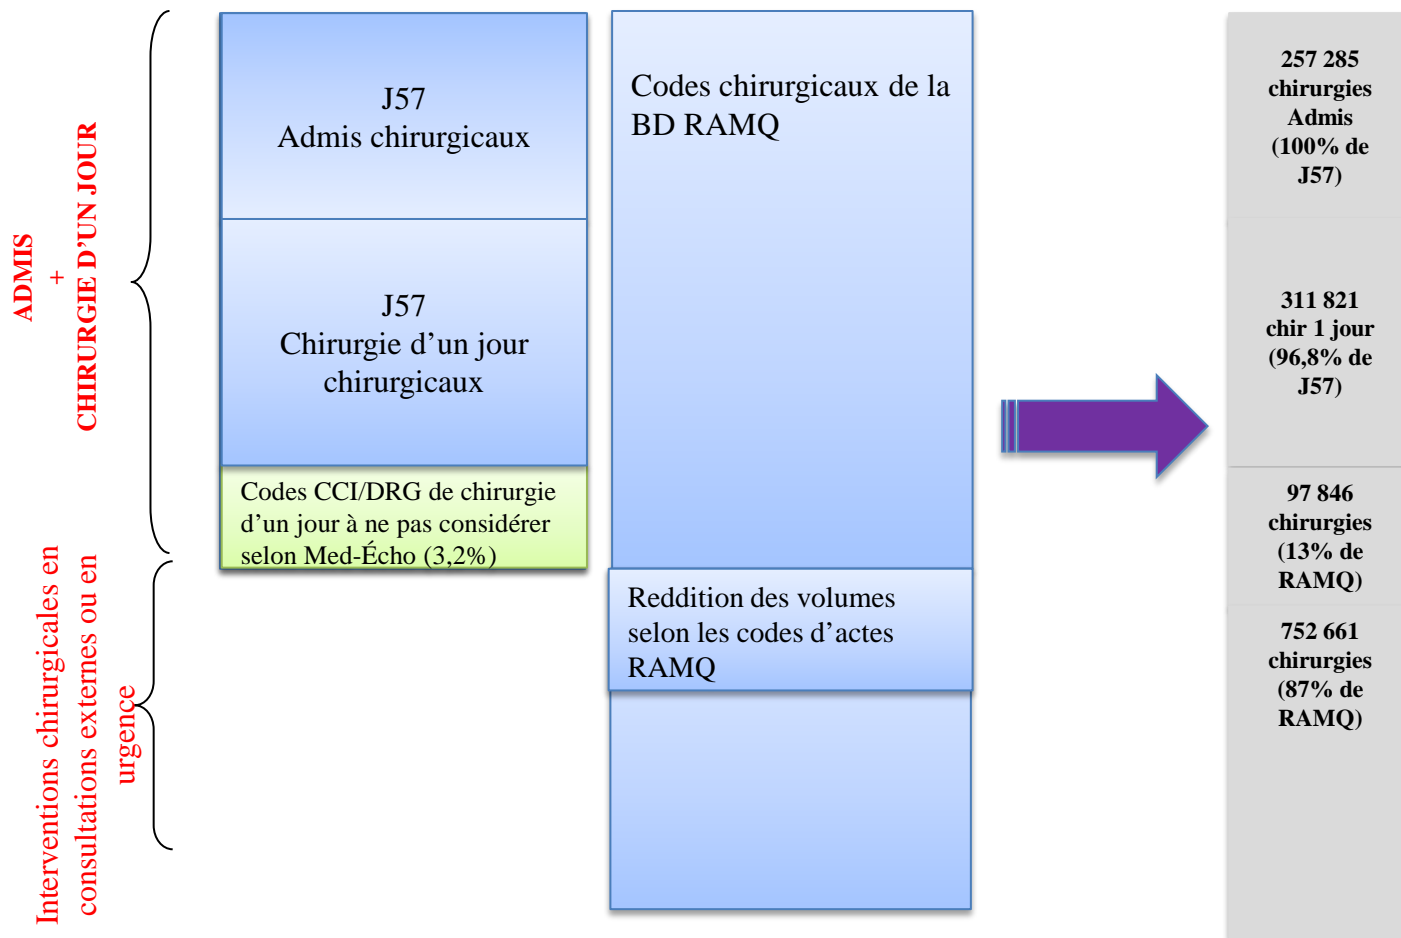 ADMIS
+
CHIRURGIE D’UN JOUR
Interventions chirurgicales en
consultations externes ou en
urgence
J57
Admis chirurgicaux
J57
Chirurgie d’un jour
chirurgicaux
Codes CCI/DRG de chirurgie
d’un jour à ne pas considérer
selon Med-Écho (3,2%)
Codes chirurgicaux de la
BD RAMQ
Reddition des volumes
selon les codes d’actes
RAMQ
257 285
chirurgies
Admis
(100% de
J57)
311 821
chir 1 jour
(96,8% de
J57)
97 846
chirurgies
(13% de
RAMQ)
752 661
chirurgies
(87% de
RAMQ)